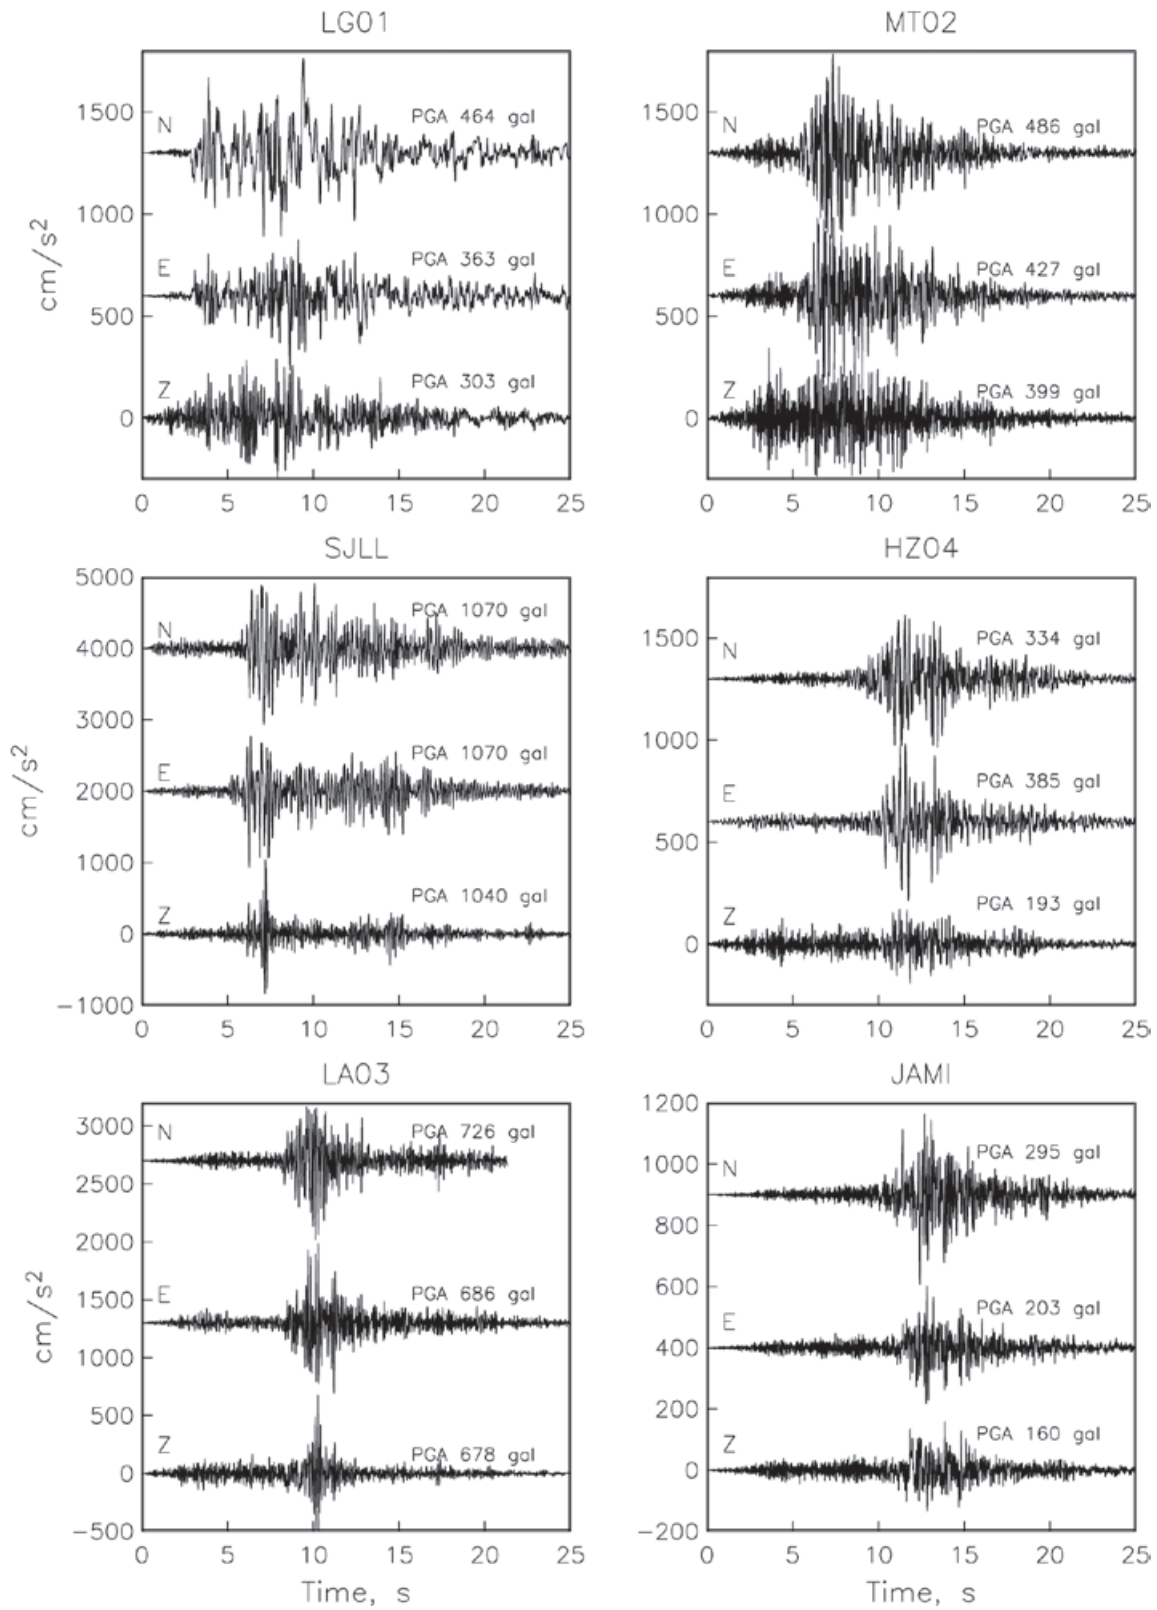 LG01
1500
1000
500
0
cm/s²
N
PGA 464 gal
E
PGA 363 gal
Z
PGA 303 gal
0 5 10 15 20 25
MT02
1500
1000
500
0
N
PGA 486 gal
E
PGA 427 gal
Z
PGA 399 gal
0 5 10 15 20 25
SJLL
5000
4000
3000
2000
1000
0
−1000
cm/s²
N
PGA 1070 gal
E
PGA 1070 gal
Z
PGA 1040 gal
0 5 10 15 20 25
HZ04
1500
1000
500
0
N
PGA 334 gal
E
PGA 385 gal
Z
PGA 193 gal
0 5 10 15 20 25
LA03
3000
2500
2000
1500
1000
500
0
−500
cm/s²
N
PGA 726 gal
E
PGA 686 gal
Z
PGA 678 gal
0 5 10 15 20 25
Time, s
JAMI
1200
1000
800
600
400
200
0
−200
N
PGA 295 gal
E
PGA 203 gal
Z
PGA 160 gal
0 5 10 15 20 25
Time, s